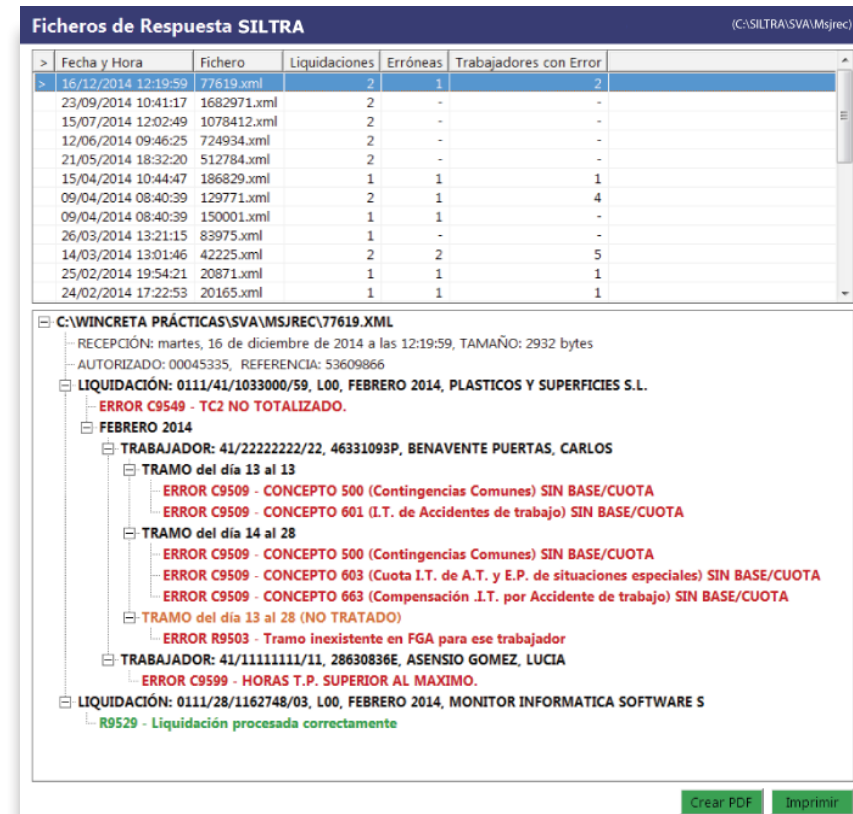 Ficheros de Respuesta SILTRA (C:\SILTRA\SVA\Msjrec)
> Fecha y Hora Fichero Liquidaciones Erróneas Trabajadores con Error
> 16/12/2014 12:19:59 77619.xml 2 1 2
23/09/2014 10:41:17 1682971.xml 2 - -
15/07/2014 12:02:49 1078412.xml 2 - -
12/06/2014 09:46:25 724934.xml 2 - -
21/05/2014 18:32:20 512784.xml 2 - -
15/04/2014 10:44:47 186829.xml 1 1 1
09/04/2014 08:40:39 129771.xml 2 1 4
09/04/2014 08:40:39 150001.xml 1 1 -
26/03/2014 13:21:15 83975.xml 1 - -
14/03/2014 13:01:46 42225.xml 2 2 5
25/02/2014 19:54:21 20871.xml 1 1 1
24/02/2014 17:22:53 20165.xml 1 1 1
C:\WINCRETA PRÁCTICAS\SVA\MSJREC\77619.XML
RECEPCIÓN: martes, 16 de diciembre de 2014 a las 12:19:59, TAMAÑO: 2932 bytes
AUTORIZADO: 00045335, REFERENCIA: 53609866
LIQUIDACIÓN: 0111/41/1033000/59, L00, FEBRERO 2014, PLASTICOS Y SUPERFICIES S.L.
ERROR C9549 - TC2 NO TOTALIZADO.
FEBRERO 2014
TRABAJADOR: 41/22222222/22, 46331093P, BENAVENTE PUERTAS, CARLOS
TRAMO del día 13 al 13
ERROR C9509 - CONCEPTO 500 (Contingencias Comunes) SIN BASE/CUOTA
ERROR C9509 - CONCEPTO 601 (I.T. de Accidentes de trabajo) SIN BASE/CUOTA
TRAMO del día 14 al 28
ERROR C9509 - CONCEPTO 500 (Contingencias Comunes) SIN BASE/CUOTA
ERROR C9509 - CONCEPTO 603 (Cuota I.T. de A.T. y E.P. de situaciones especiales) SIN BASE/CUOTA
ERROR C9509 - CONCEPTO 663 (Compensación .I.T. por Accidente de trabajo) SIN BASE/CUOTA
TRAMO del día 13 al 28 (NO TRATADO)
ERROR R9503 - Tramo inexistente en FGA para ese trabajador
TRABAJADOR: 41/11111111/11, 28630836E, ASENSIO GOMEZ, LUCIA
ERROR C9599 - HORAS T.P. SUPERIOR AL MAXIMO.
LIQUIDACIÓN: 0111/28/1162748/03, L00, FEBRERO 2014, MONITOR INFORMATICA SOFTWARE S
R9529 - Liquidación procesada correctamente
Crear PDF Imprimir